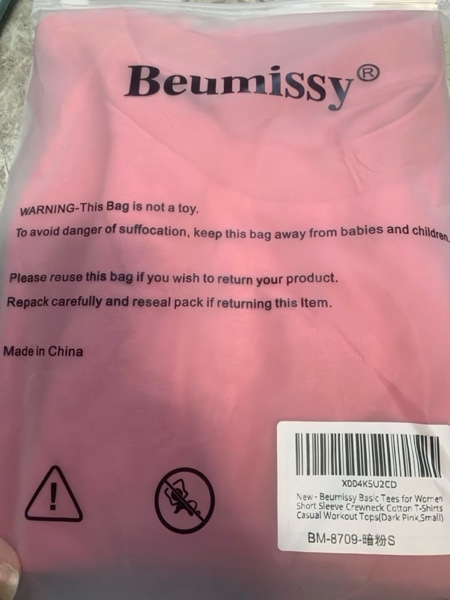 Beumissy®
WARNING-This Bag is not a toy.
To avoid danger of suffocation, keep this bag away from babies and children.
Please reuse this bag if you wish to return your product.
Repack carefully and reseal pack if returning this Item.
Made in China
!
X004K5U2CD
New - Beumissy Basic Tees for Women
Short Sleeve Crewneck Cotton T-Shirts
Casual Workout Tops(Dark Pink,Small)
BM-8709-暗粉S